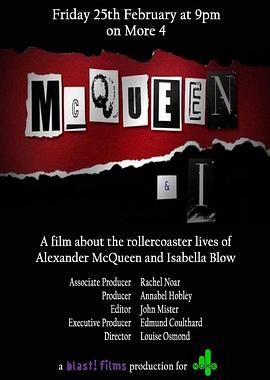 Friday 25th February at 9pm
on More 4
McQUEEN
& I
A film about the rollercoaster lives of
Alexander McQueen and Isabella Blow
Associate Producer Rachel Noar
Producer Annabel Hobley
Editor John Mister
Executive Producer Edmund Coulthard
Director Louise Osmond
a blast! films production for MORE